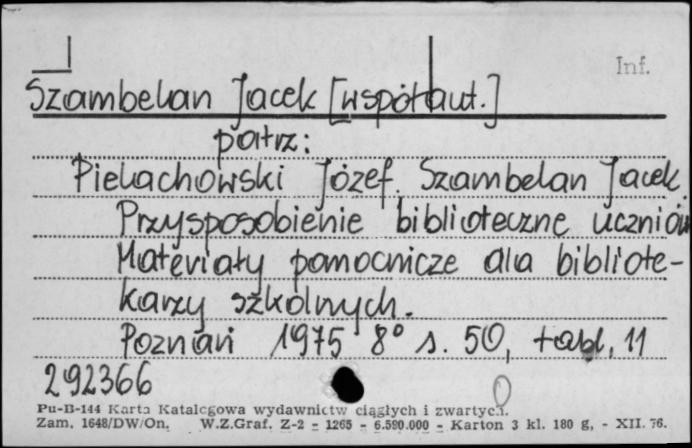 Inf.
Szambelan Jacek [współaut.]
patrz:
Pielachowski Józef. Szambelan Jacek
Przysposobienie biblioteczne uczniów
Materiały pomocnicze dla bibliote-
karzy szkolnych.
Poznań 1975 8° s. 50, tabl. 11
292366
Pu-B-144 Karta Katalogowa wydawnictw ciągłych i zwartych.
Zam. 1648/DW/On. W.Z.Graf. Z-2 - 1265 - 6.590.000 - Karton 3 kl. 180 g, - XII. 76.